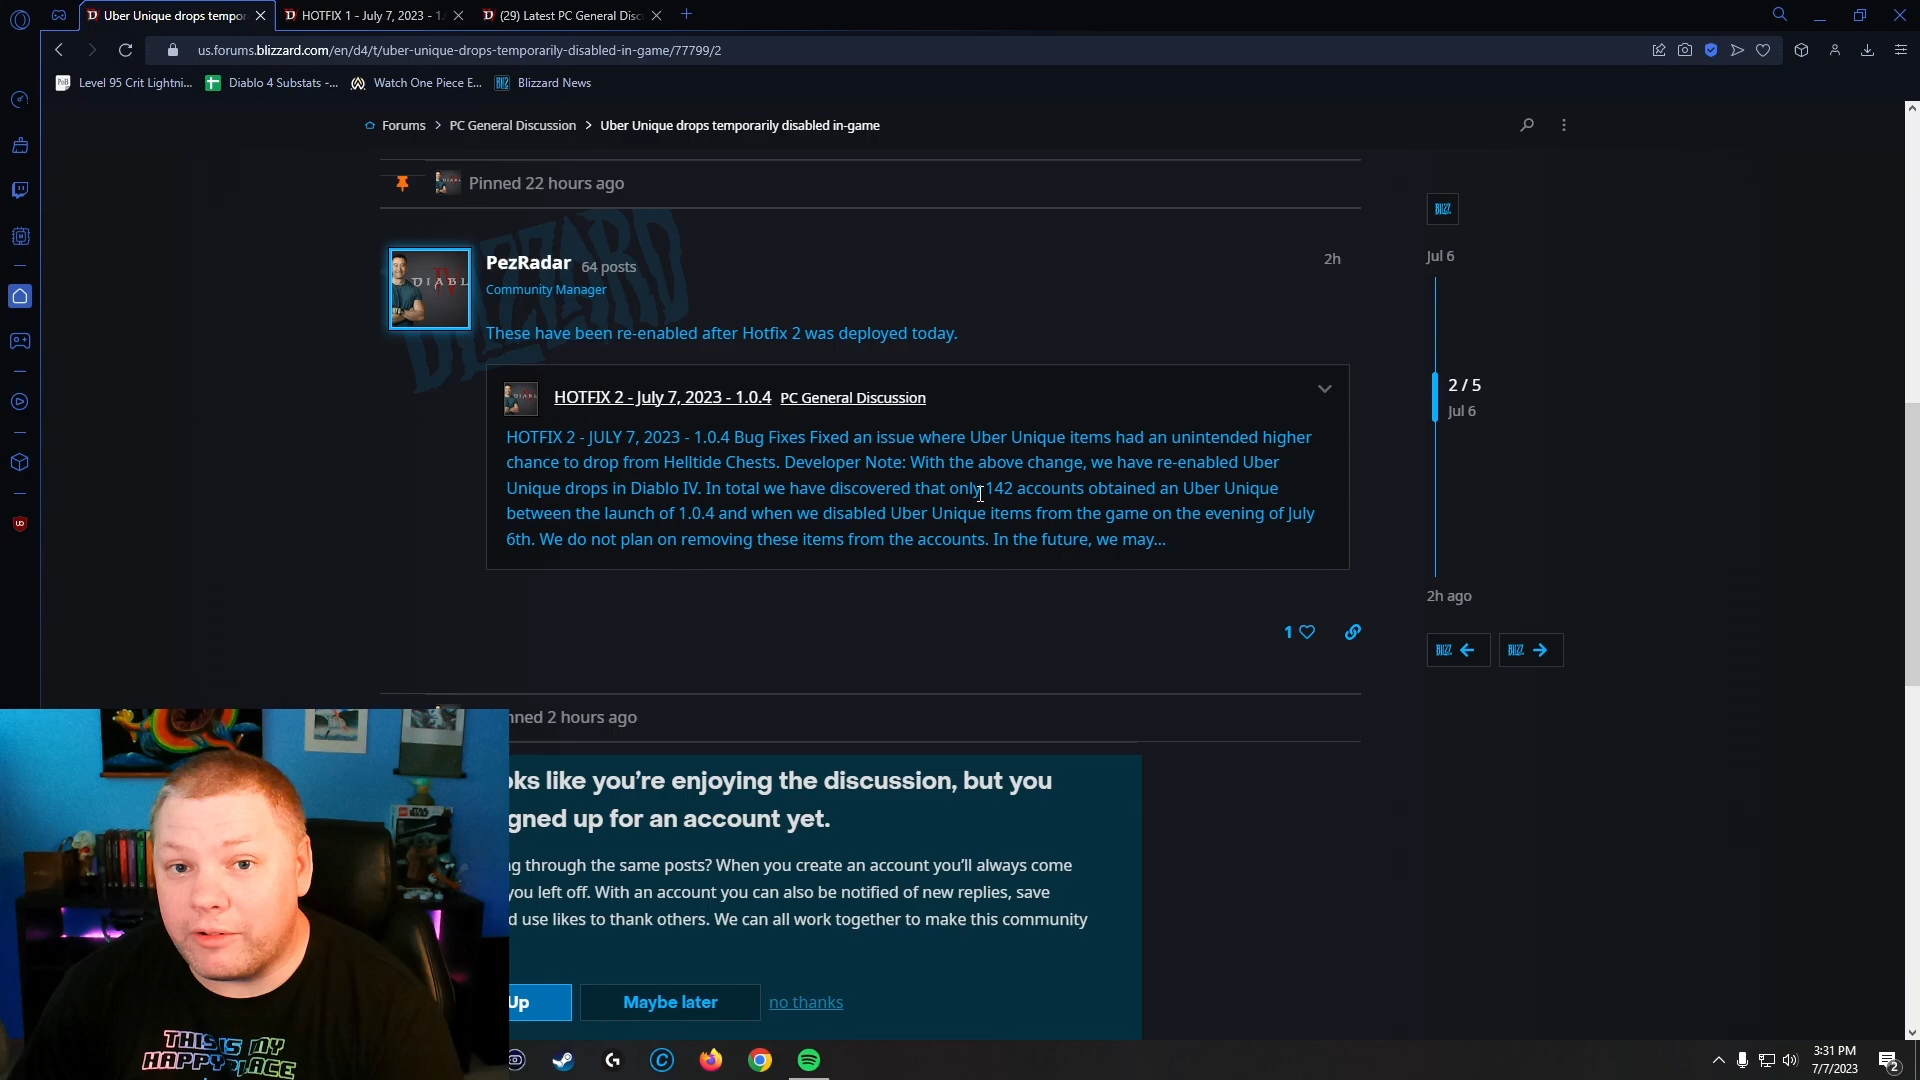 Uber Unique drops tempor
HOTFIX 1 - July 7, 2023 - 1.
(29) Latest PC General Disc
us.forums.blizzard.com/en/d4/t/uber-unique-drops-temporarily-disabled-in-game/77799/2
Level 95 Crit Lightni...
Diablo 4 Substats -...
Watch One Piece E...
Blizzard News
Forums > PC General Discussion > Uber Unique drops temporarily disabled in-game
Pinned 22 hours ago
BLIZZ
BLIZZARD
PezRadar 64 posts
2h
Community Manager
DIABL
Jul 6
These have been re-enabled after Hotfix 2 was deployed today.
HOTFIX 2 - July 7, 2023 - 1.0.4 PC General Discussion
HOTFIX 2 - JULY 7, 2023 - 1.0.4 Bug Fixes Fixed an issue where Uber Unique items had an unintended higher
chance to drop from Helltide Chests. Developer Note: With the above change, we have re-enabled Uber
Unique drops in Diablo IV. In total we have discovered that only 142 accounts obtained an Uber Unique
between the launch of 1.0.4 and when we disabled Uber Unique items from the game on the evening of July
6th. We do not plan on removing these items from the accounts. In the future, we may...
2 / 5
Jul 6
2h ago
1
BLIZZ
BLIZZ
nned 2 hours ago
oks like you're enjoying the discussion, but you
gned up for an account yet.
ng through the same posts? When you create an account you'll always come
you left off. With an account you can also be notified of new replies, save
d use likes to thank others. We can all work together to make this community
Up
Maybe later
no thanks
THIS IS MY
HAPPY PLACE
3:31 PM
7/7/2023
2